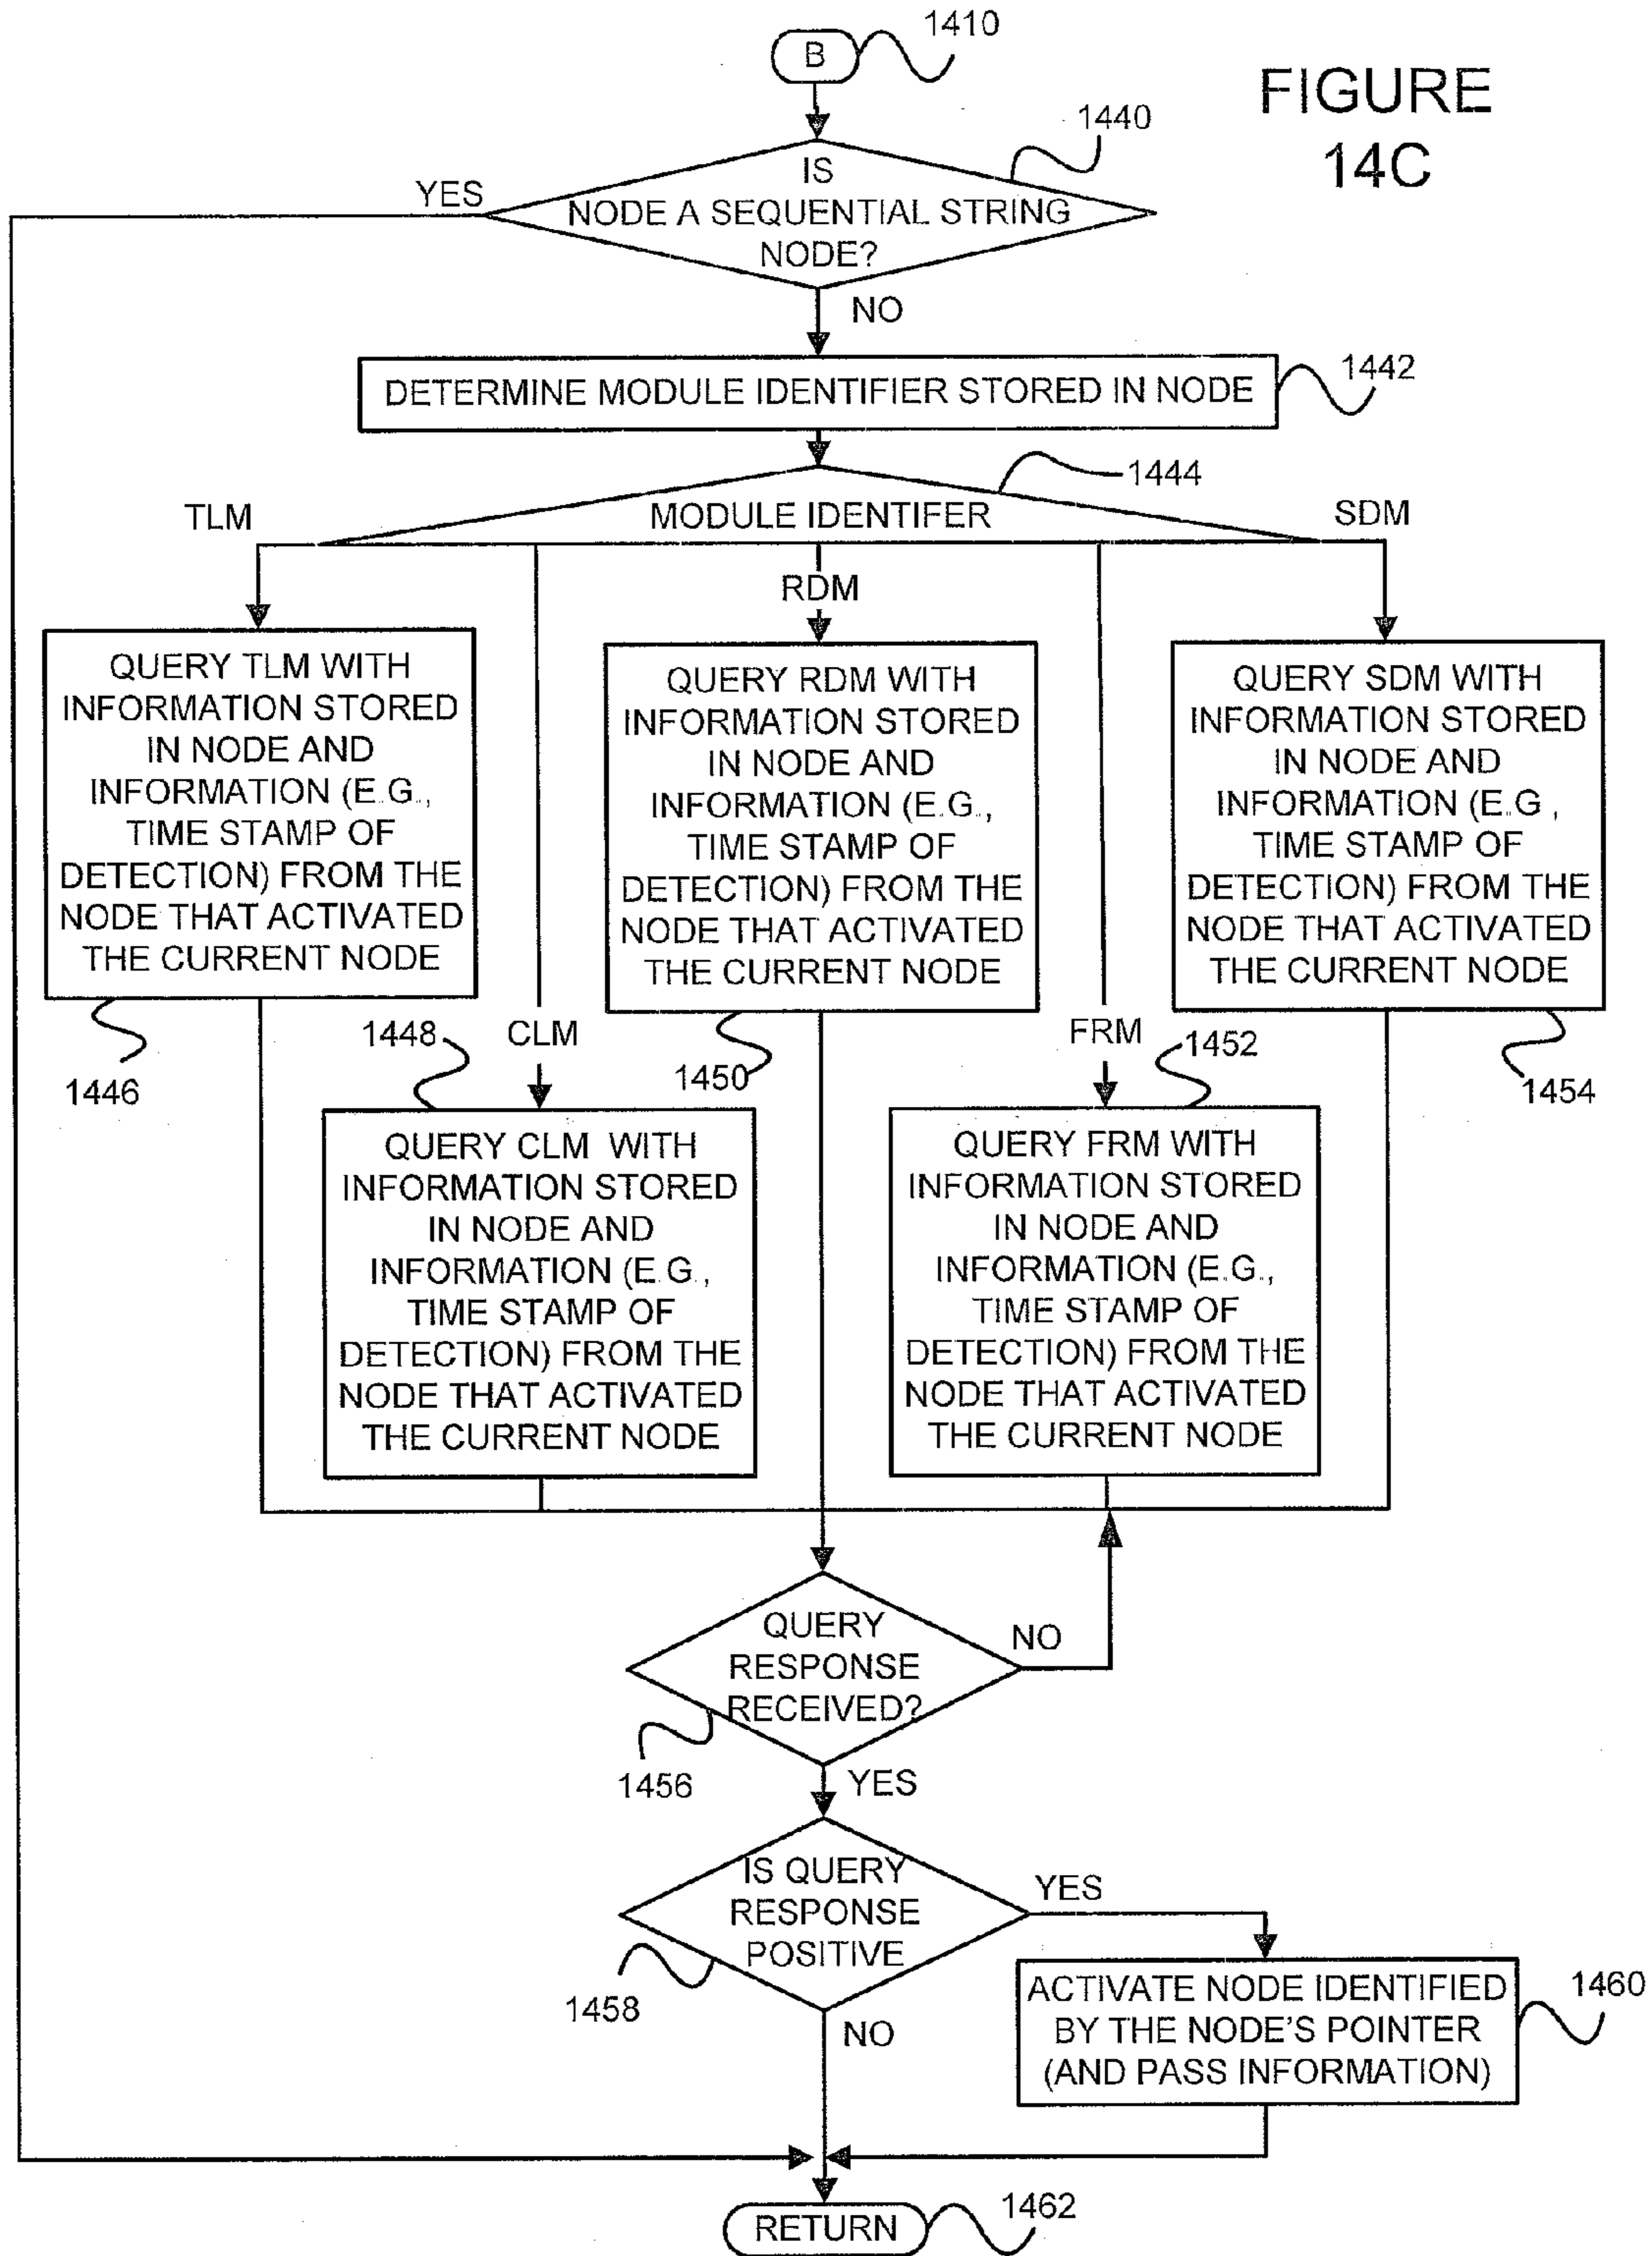 1410
B
FIGURE
14C
1440
IS
NODE A SEQUENTIAL STRING
NODE?
YES
NO
DETERMINE MODULE IDENTIFIER STORED IN NODE
1442
1444
MODULE IDENTIFER
TLM
RDM
SDM
QUERY TLM WITH
INFORMATION STORED
IN NODE AND
INFORMATION (E.G.,
TIME STAMP OF
DETECTION) FROM THE
NODE THAT ACTIVATED
THE CURRENT NODE
1446
QUERY RDM WITH
INFORMATION STORED
IN NODE AND
INFORMATION (E.G.,
TIME STAMP OF
DETECTION) FROM THE
NODE THAT ACTIVATED
THE CURRENT NODE
1450
QUERY SDM WITH
INFORMATION STORED
IN NODE AND
INFORMATION (E.G ,
TIME STAMP OF
DETECTION) FROM THE
NODE THAT ACTIVATED
THE CURRENT NODE
1454
1448
CLM
QUERY CLM WITH
INFORMATION STORED
IN NODE AND
INFORMATION (E.G.,
TIME STAMP OF
DETECTION) FROM THE
NODE THAT ACTIVATED
THE CURRENT NODE
FRM
1452
QUERY FRM WITH
INFORMATION STORED
IN NODE AND
INFORMATION (E.G.,
TIME STAMP OF
DETECTION) FROM THE
NODE THAT ACTIVATED
THE CURRENT NODE
QUERY
RESPONSE
RECEIVED?
NO
1456
YES
IS QUERY
RESPONSE
POSITIVE
YES
1458
NO
ACTIVATE NODE IDENTIFIED
BY THE NODE'S POINTER
(AND PASS INFORMATION)
1460
RETURN
1462